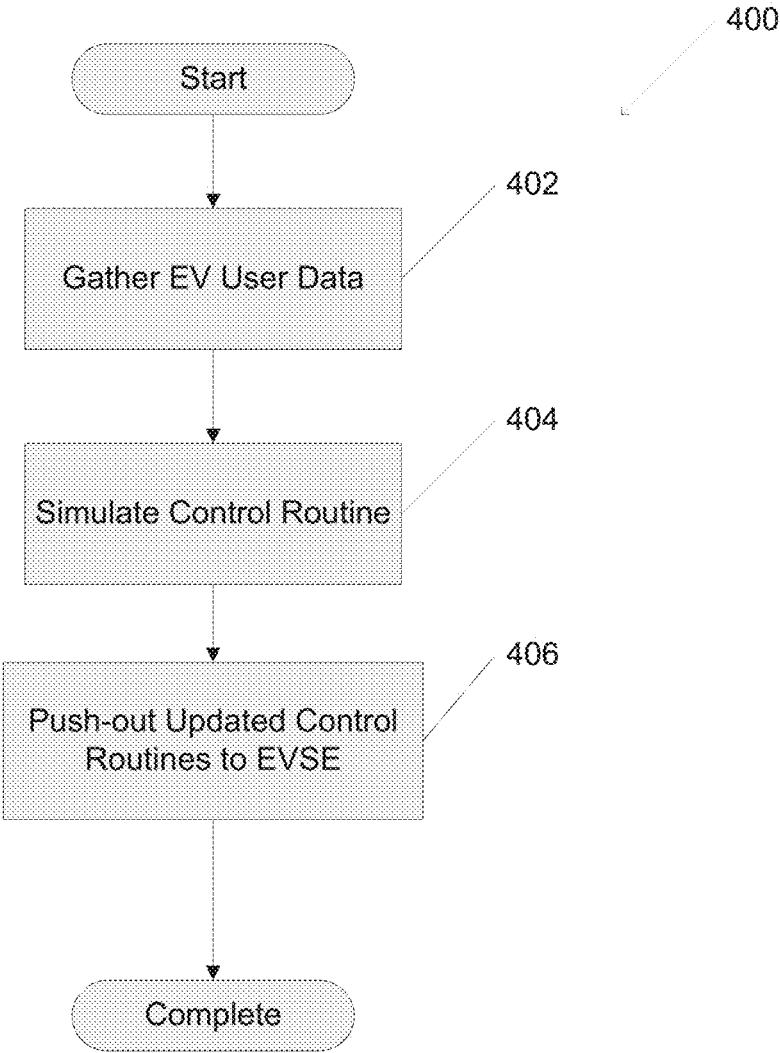 400
Start
402
Gather EV User Data
404
Simulate Control Routine
406
Push-out Updated Control
Routines to EVSE
Complete